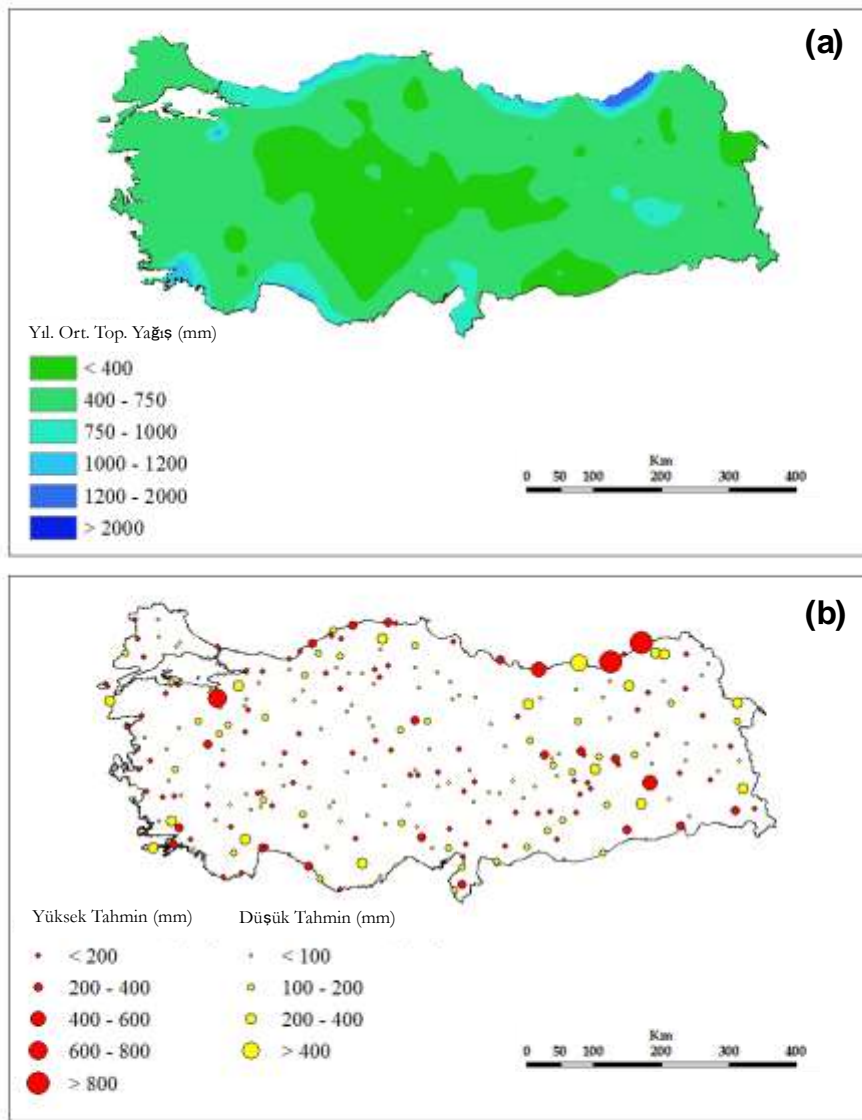 (a)
Yıl. Ort. Top. Yağış (mm)
< 400
400 - 750
750 - 1000
1000 - 1200
1200 - 2000
> 2000
Km
0 50 100 200 300 400
(b)
Yüksek Tahmin (mm)
< 200
200 - 400
400 - 600
600 - 800
> 800
Düşük Tahmin (mm)
< 100
100 - 200
200 - 400
> 400
Km
0 50 100 200 300 400